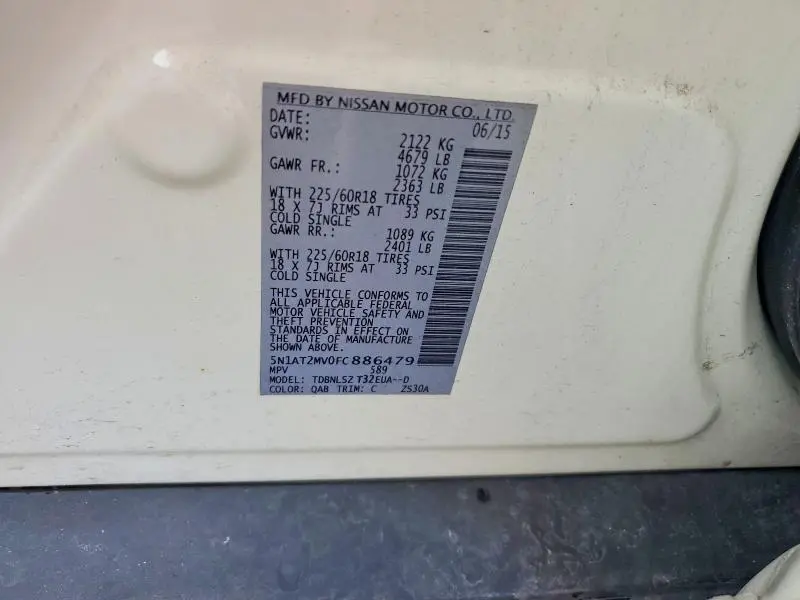 MFD BY NISSAN MOTOR CO., LTD.
DATE: 06/15
GVWR: 2122 KG
4679 LB
GAWR FR.: 1072 KG
2363 LB
WITH 225/60R18 TIRES
18 X 7J RIMS AT 33 PSI
COLD SINGLE
GAWR RR.: 1089 KG
2401 LB
WITH 225/60R18 TIRES
18 X 7J RIMS AT 33 PSI
COLD SINGLE
THIS VEHICLE CONFORMS TO
ALL APPLICABLE FEDERAL
MOTOR VEHICLE SAFETY AND
THEFT PREVENTION
STANDARDS IN EFFECT ON
THE DATE OF MANUFACTURE
SHOWN ABOVE.
5N1AT2MV0FC886479
MPV 589
MODEL: TDBNLSZ T32EUA--D
COLOR: QAB TRIM: C ZS30A